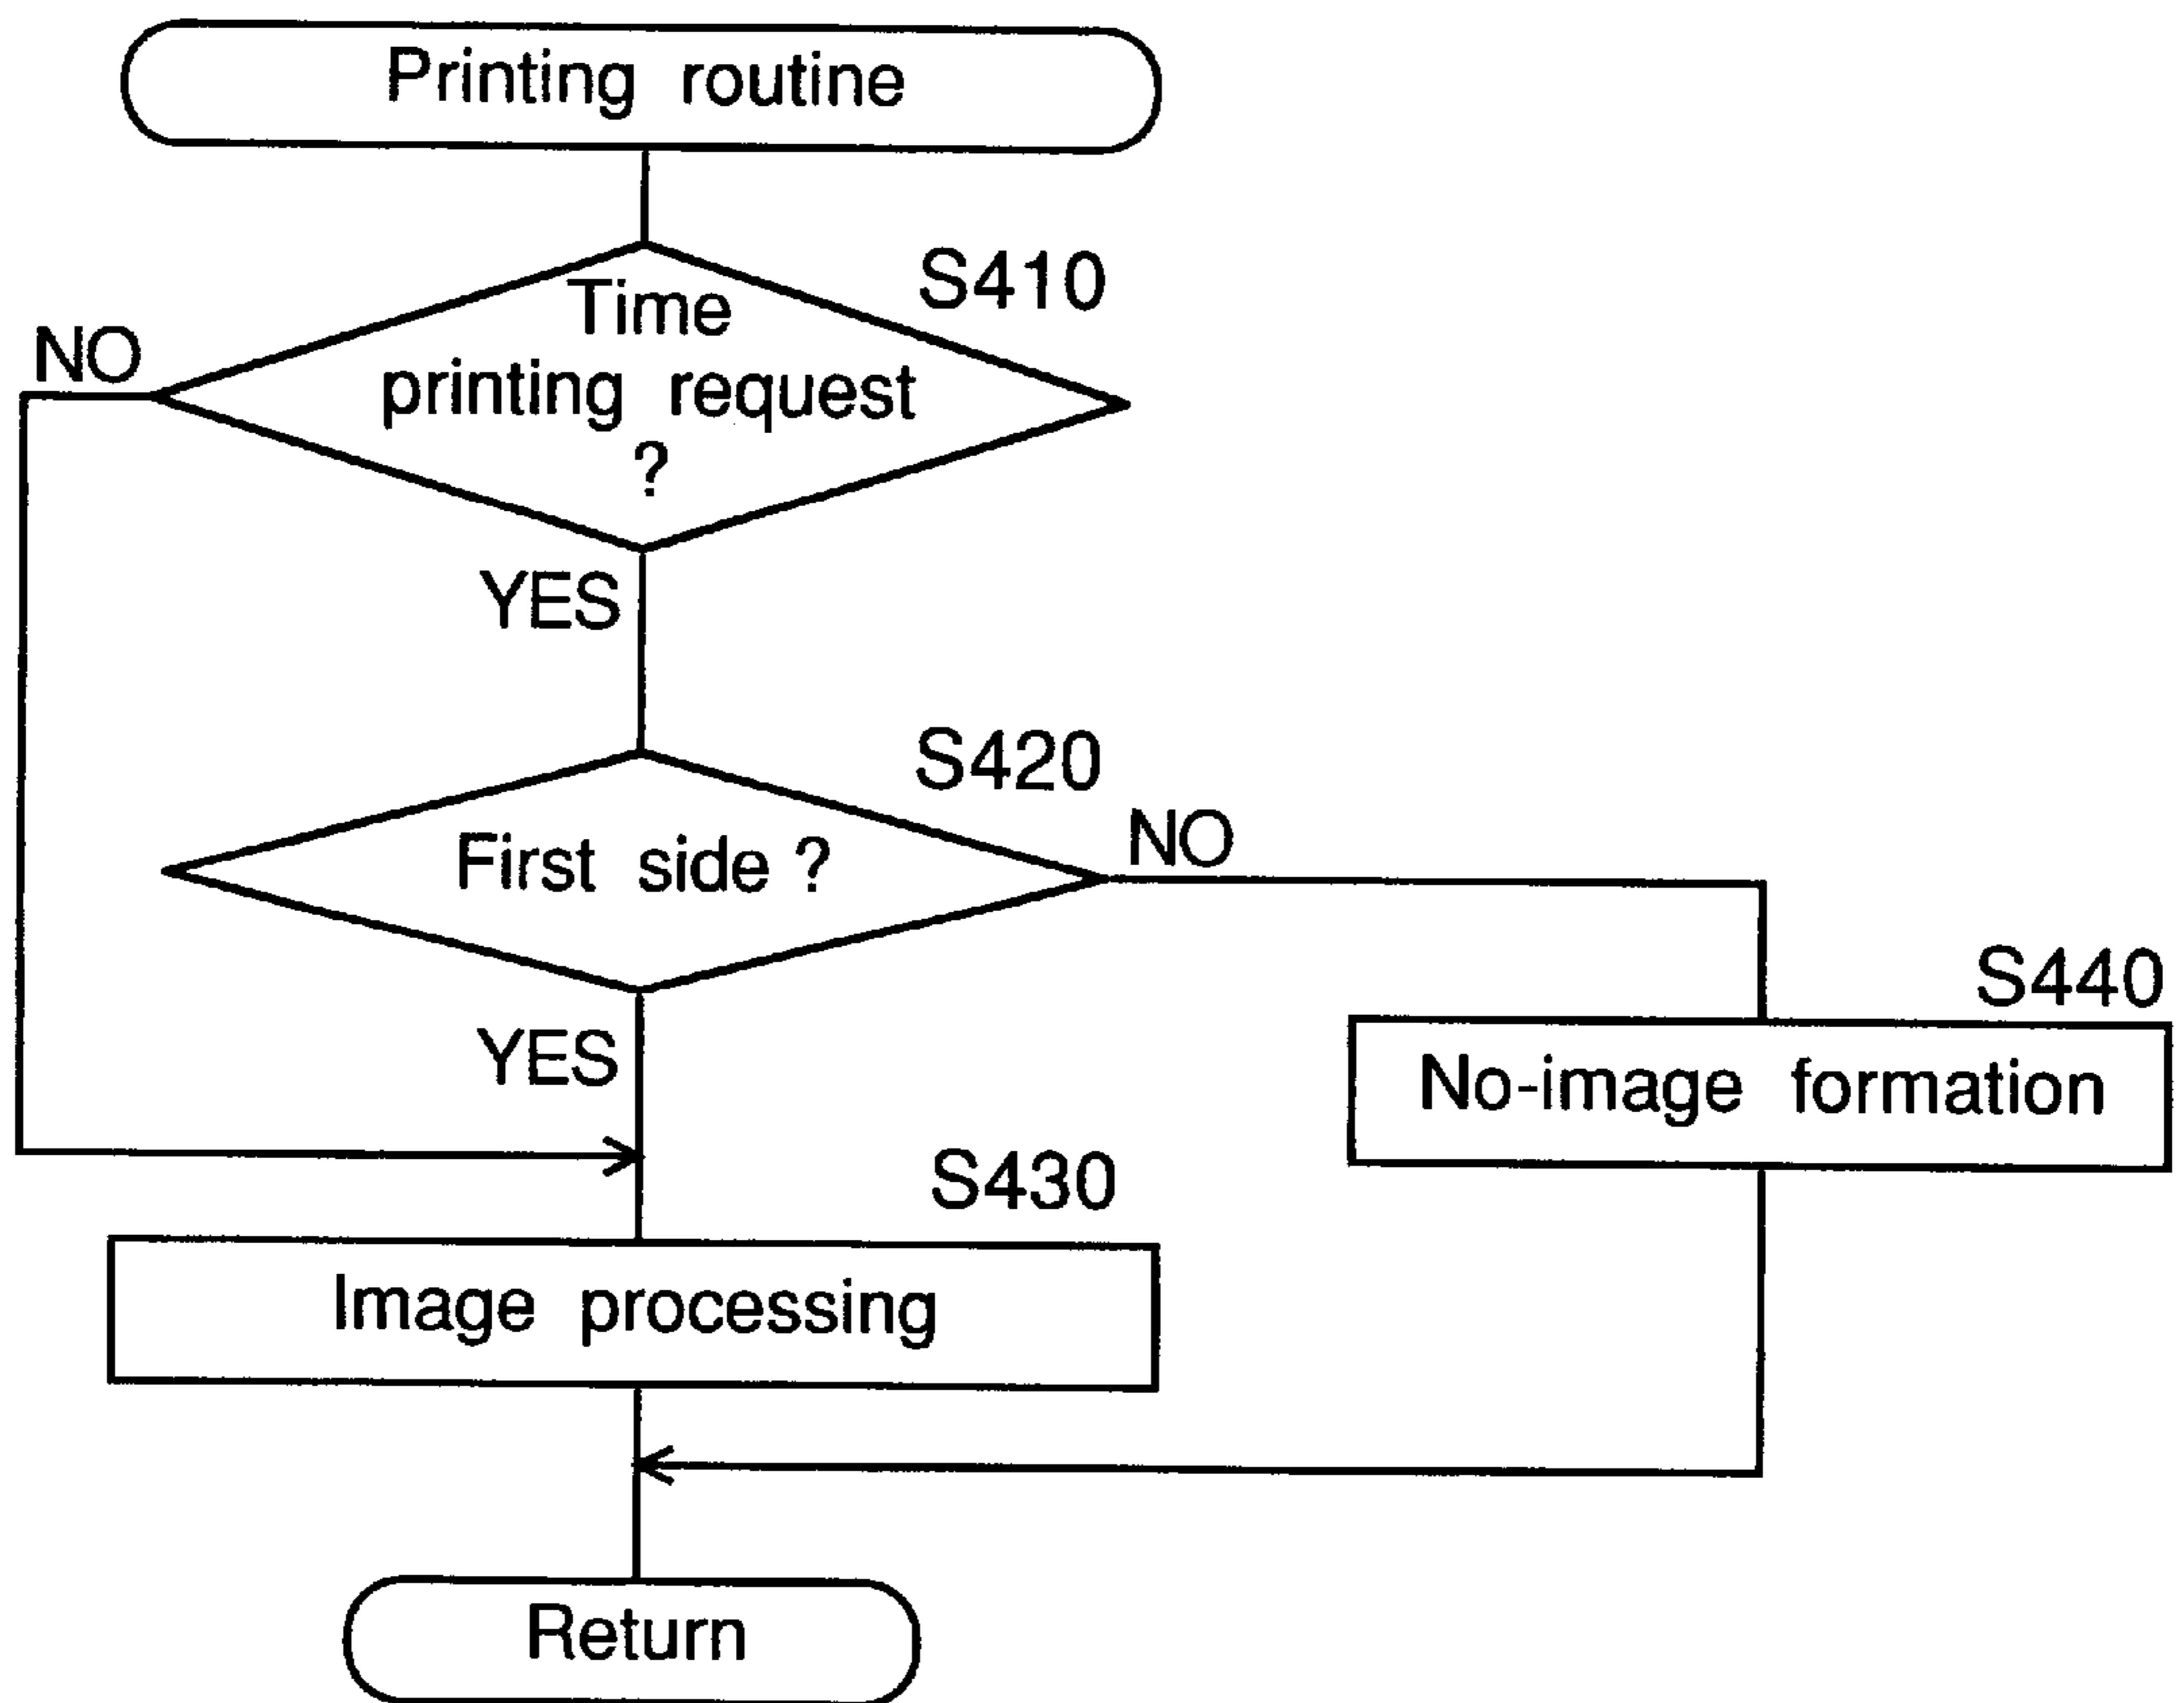 Printing routine
S410
Time
printing request
?
NO
YES
S420
First side ?
NO
YES
S440
No-image formation
S430
Image processing
Return